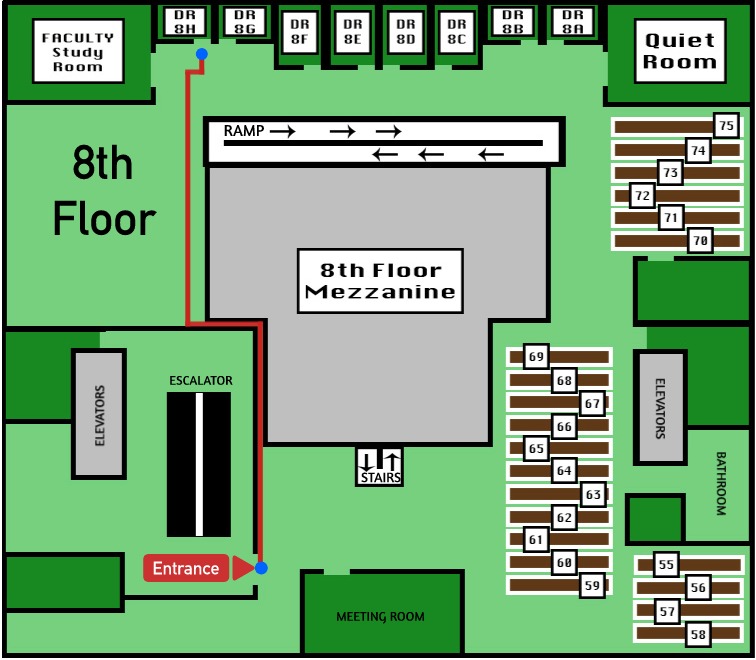 FACULTY
Study
Room
DR
8H
DR
8G
DR
8F
DR
8E
DR
8D
DR
8C
DR
8B
DR
8A
Quiet
Room
RAMP
8th
Floor
75
74
73
72
71
70
8th Floor
Mezzanine
ESCALATOR
ELEVATORS
STAIRS
69
68
67
66
65
64
63
62
61
60
59
ELEVATORS
BATHROOM
Entrance
MEETING ROOM
55
56
57
58